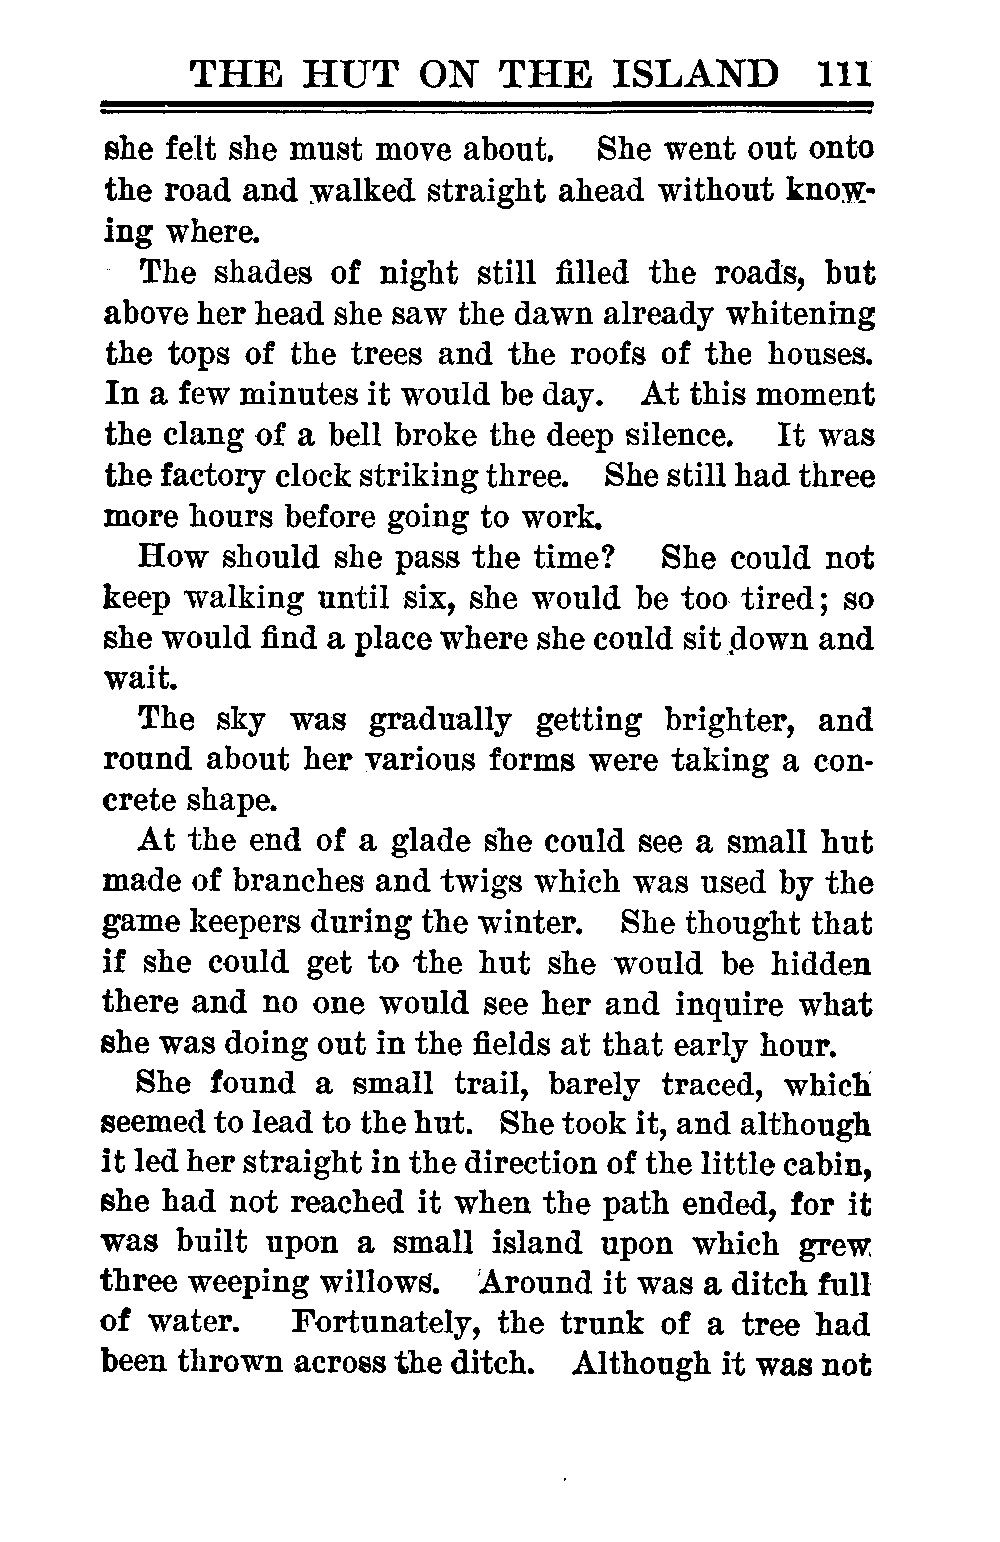 THE HUT ON THE ISLAND 111
she felt she must move about. She went out onto
the road and walked straight ahead without know-
ing where.
The shades of night still filled the roads, but
above her head she saw the dawn already whitening
the tops of the trees and the roofs of the houses.
In a few minutes it would be day. At this moment
the clang of a bell broke the deep silence. It was
the factory clock striking three. She still had three
more hours before going to work.
How should she pass the time? She could not
keep walking until six, she would be too tired; so
she would find a place where she could sit down and
wait.
The sky was gradually getting brighter, and
round about her various forms were taking a con-
crete shape.
At the end of a glade she could see a small hut
made of branches and twigs which was used by the
game keepers during the winter. She thought that
if she could get to the hut she would be hidden
there and no one would see her and inquire what
she was doing out in the fields at that early hour.
She found a small trail, barely traced, which
seemed to lead to the hut. She took it, and although
it led her straight in the direction of the little cabin,
she had not reached it when the path ended, for it
was built upon a small island upon which grew
three weeping willows. Around it was a ditch full
of water. Fortunately, the trunk of a tree had
been thrown across the ditch. Although it was not